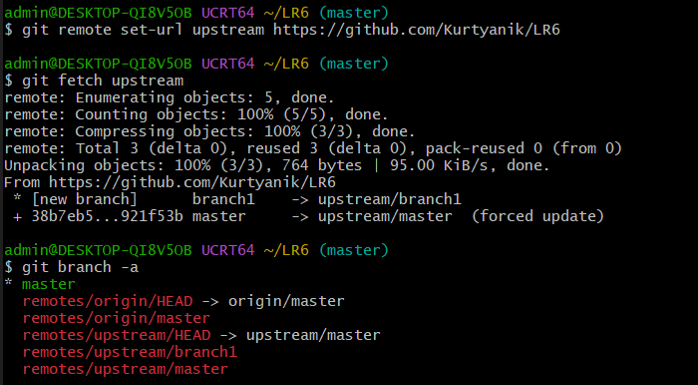 admin@DESKTOP-QI8V5OB UCRT64 ~/LR6 (master)
$ git remote set-url upstream https://github.com/Kurtyanik/LR6
admin@DESKTOP-QI8V5OB UCRT64 ~/LR6 (master)
$ git fetch upstream
remote: Enumerating objects: 5, done.
remote: Counting objects: 100% (5/5), done.
remote: Compressing objects: 100% (3/3), done.
remote: Total 3 (delta 0), reused 3 (delta 0), pack-reused 0 (from 0)
Unpacking objects: 100% (3/3), 764 bytes | 95.00 KiB/s, done.
From https://github.com/Kurtyanik/LR6
 * [new branch]      branch1    -> upstream/branch1
 + 38b7eb5...921f53b master     -> upstream/master  (forced update)
admin@DESKTOP-QI8V5OB UCRT64 ~/LR6 (master)
$ git branch -a
* master
  remotes/origin/HEAD -> origin/master
  remotes/origin/master
  remotes/upstream/HEAD -> upstream/master
  remotes/upstream/branch1
  remotes/upstream/master